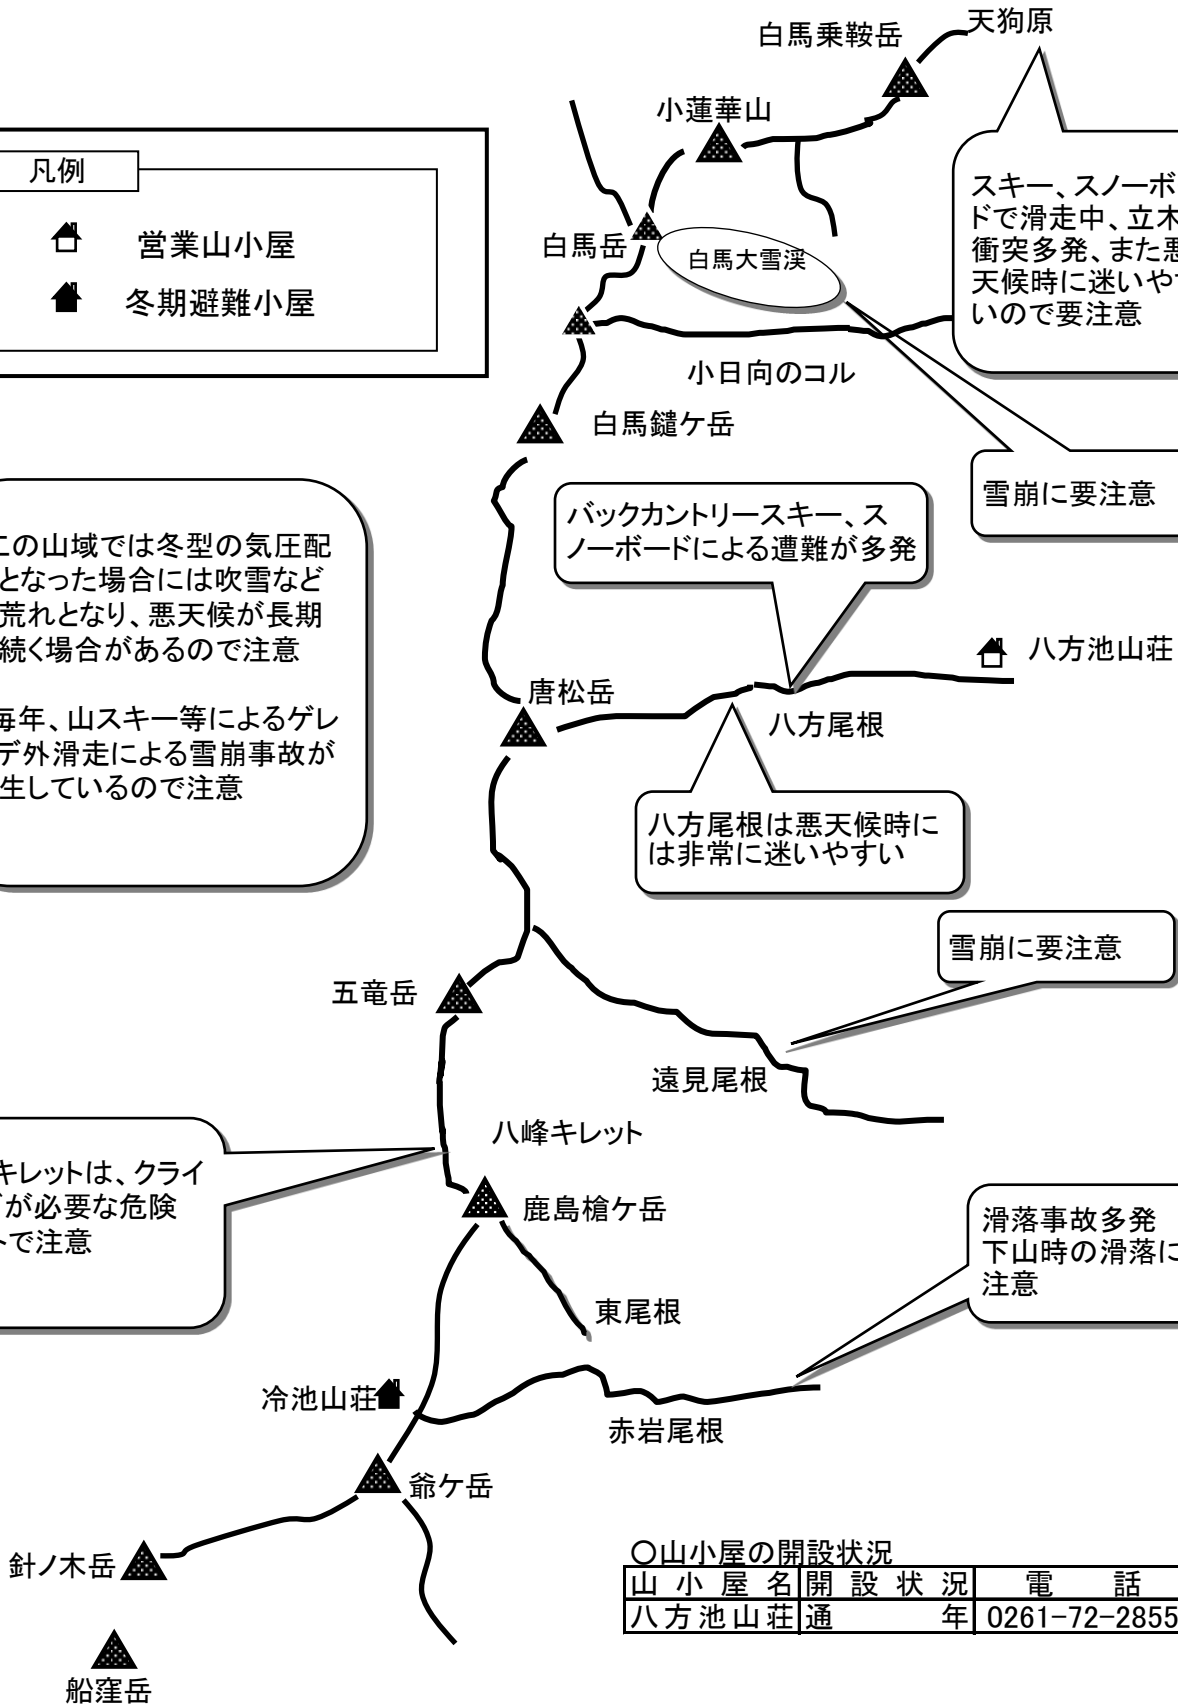 天狗原
白馬乗鞍岳
小蓮華山
凡例
営業山小屋
冬期避難小屋
スキー、スノーボ
ドで滑走中、立木
衝突多発、また悪
天候時に迷いやす
いので要注意
白馬岳
白馬大雪渓
小日向のコル
白馬鑓ケ岳
雪崩に要注意
バックカントリースキー、ス
ノーボードによる遭難が多発
この山域では冬型の気圧配
となった場合には吹雪など
荒れとなり、悪天候が長期
続く場合があるので注意
毎年、山スキー等によるゲレ
デ外滑走による雪崩事故が
生しているので注意
八方池山荘
唐松岳
八方尾根
八方尾根は悪天候時に
は非常に迷いやすい
雪崩に要注意
五竜岳
遠見尾根
八峰キレット
キレットは、クライ
が必要な危険
トで注意
鹿島槍ケ岳
滑落事故多発
下山時の滑落に
注意
東尾根
冷池山荘
赤岩尾根
爺ケ岳
針ノ木岳
船窪岳
○山小屋の開設状況
山小屋名 開設状況 電話
八方池山荘 通年 0261-72-2855